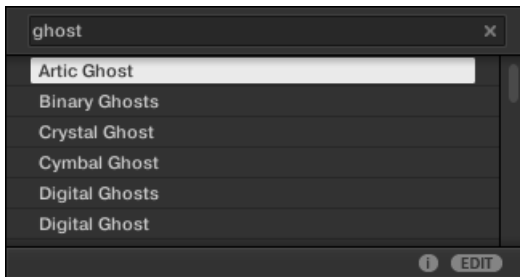 ghost
Artic Ghost
Binary Ghosts
Crystal Ghost
Cymbal Ghost
Digital Ghosts
Digital Ghost
i EDIT